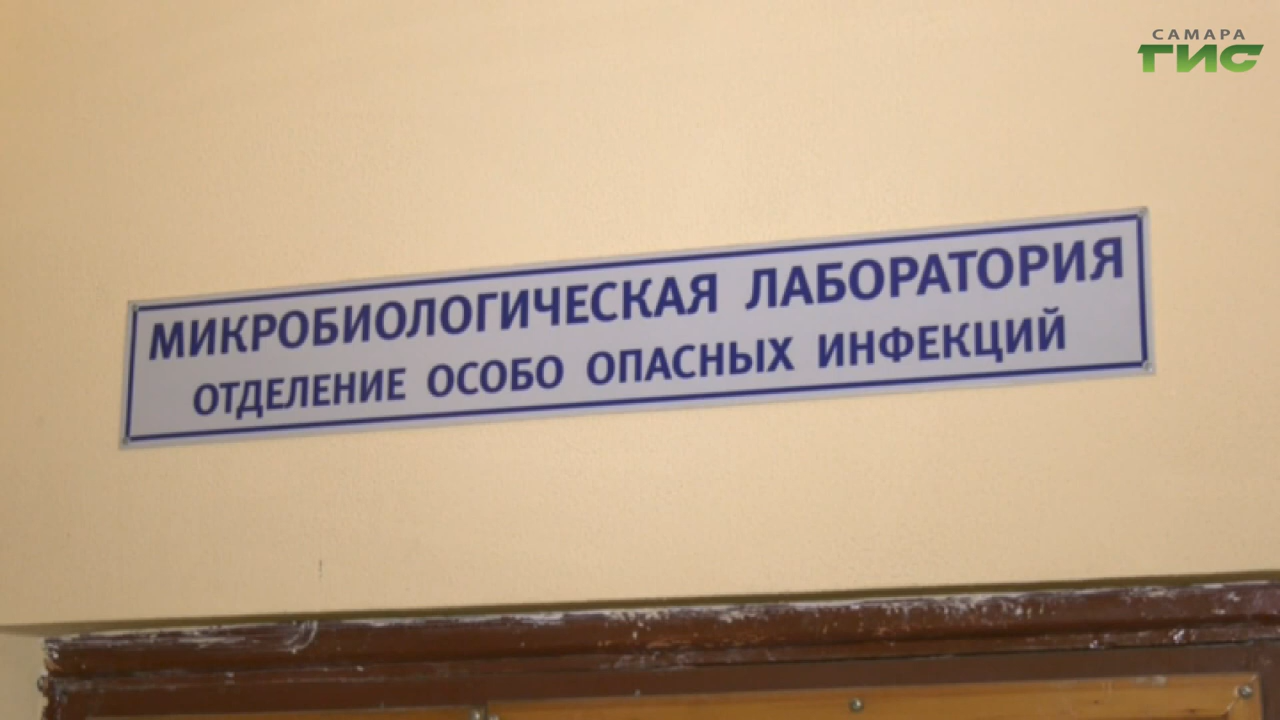 САМАРА
ГИС
МИКРОБИОЛОГИЧЕСКАЯ ЛАБОРАТОРИЯ
ОТДЕЛЕНИЕ ОСОБО ОПАСНЫХ ИНФЕКЦИЙ